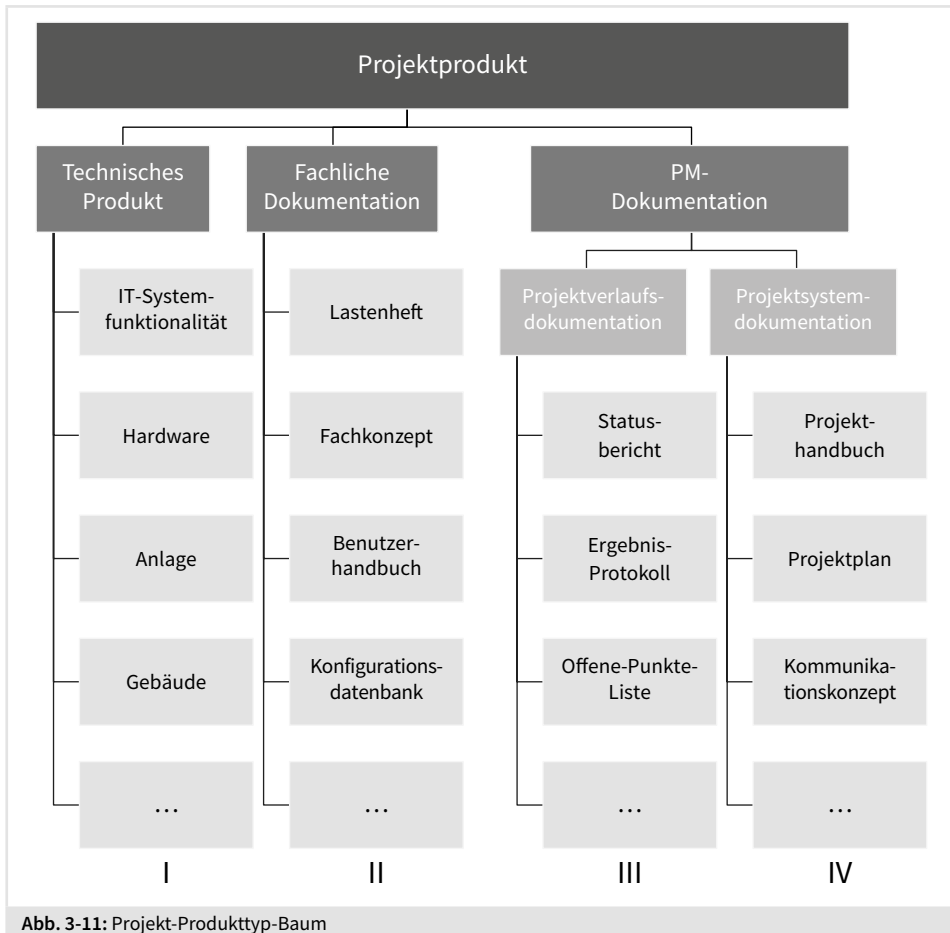 Projektprodukt
Technisches
Produkt
Fachliche
Dokumentation
PM-
Dokumentation
Projektverlaufs-
dokumentation
Projektsystem-
dokumentation
IT-System-
funktionalität
Hardware
Anlage
Gebäude
...
I
Lastenheft
Fachkonzept
Benutzer-
handbuch
Konfigurations-
datenbank
...
II
Status-
bericht
Ergebnis-
Protokoll
Offene-Punkte-
Liste
...
III
Projekt-
handbuch
Projektplan
Kommunika-
tionskonzept
...
IV
Abb. 3-11: Projekt-Produkttyp-Baum